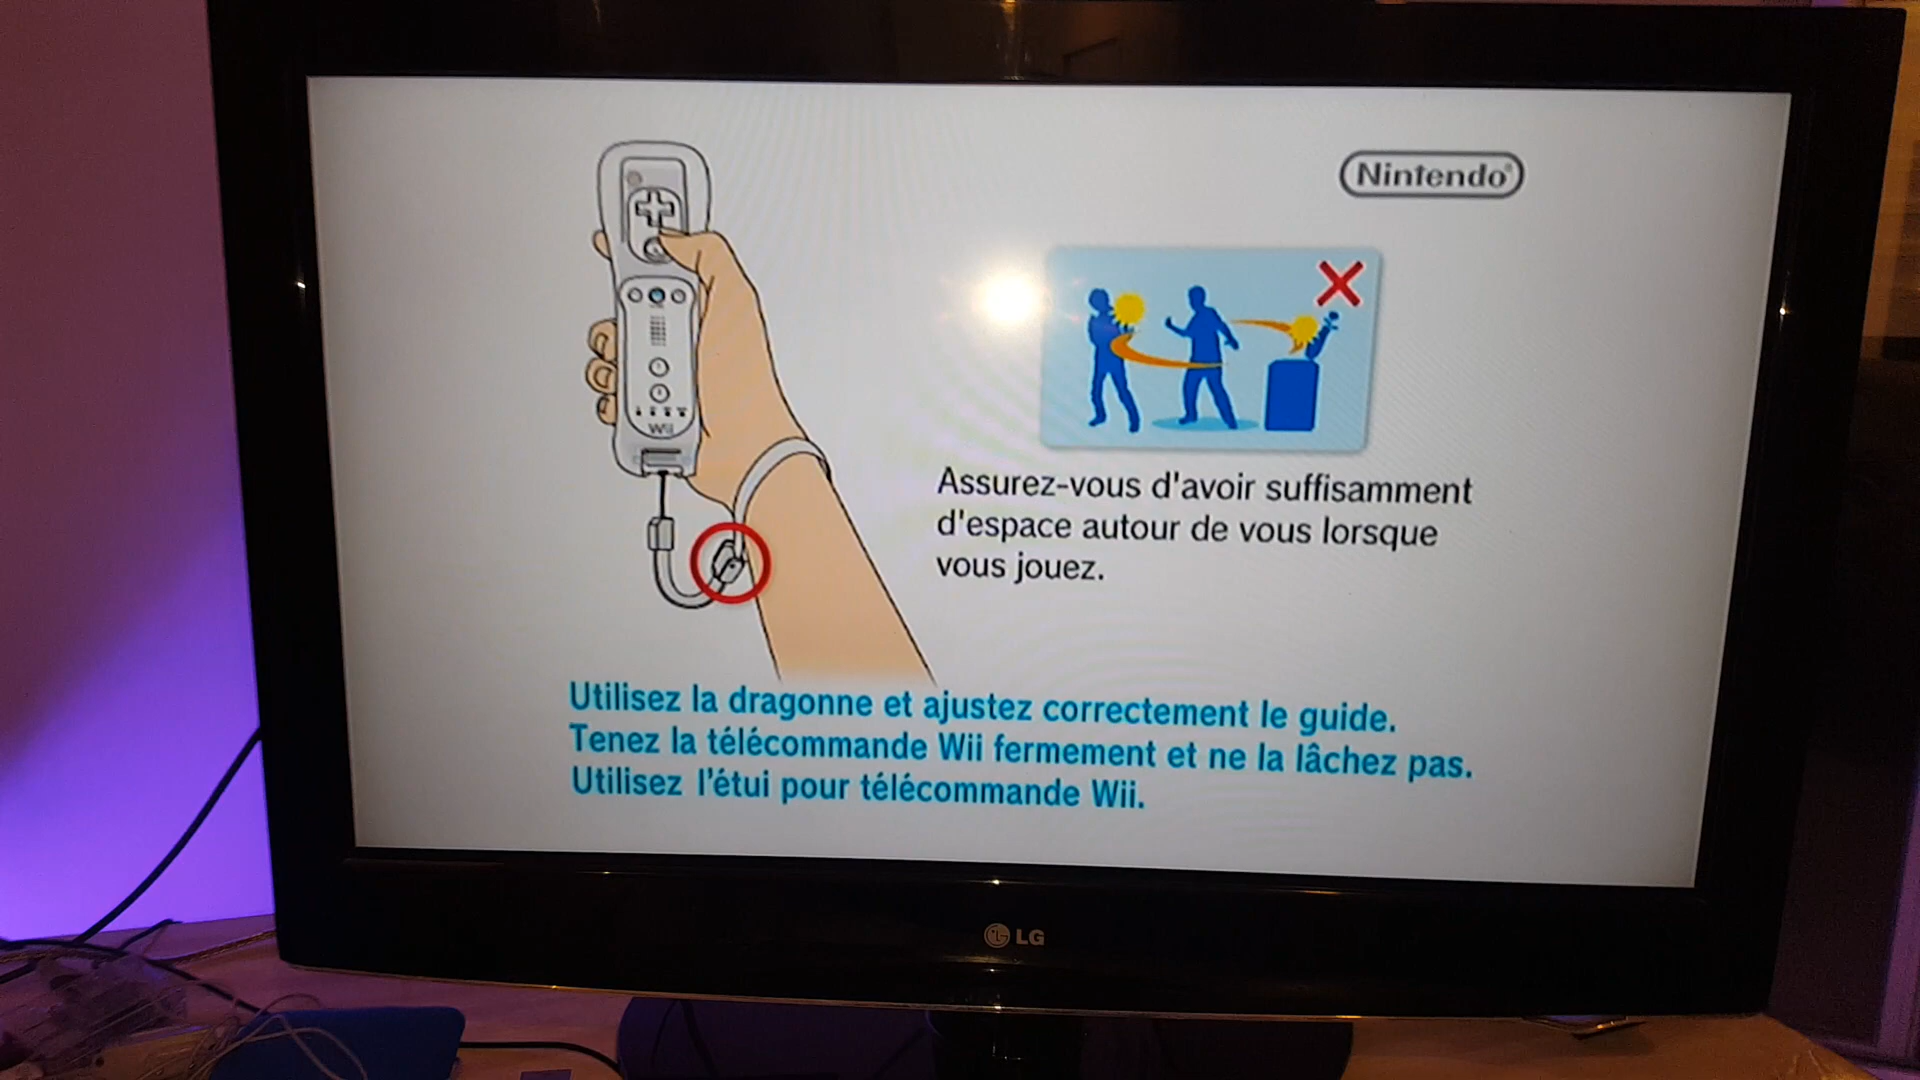 Nintendo®
Wii
Assurez-vous d'avoir suffisamment
d'espace autour de vous lorsque
vous jouez.
Utilisez la dragonne et ajustez correctement le guide.
Tenez la télécommande Wii fermement et ne la lâchez pas.
Utilisez l'étui pour télécommande Wii.
LG